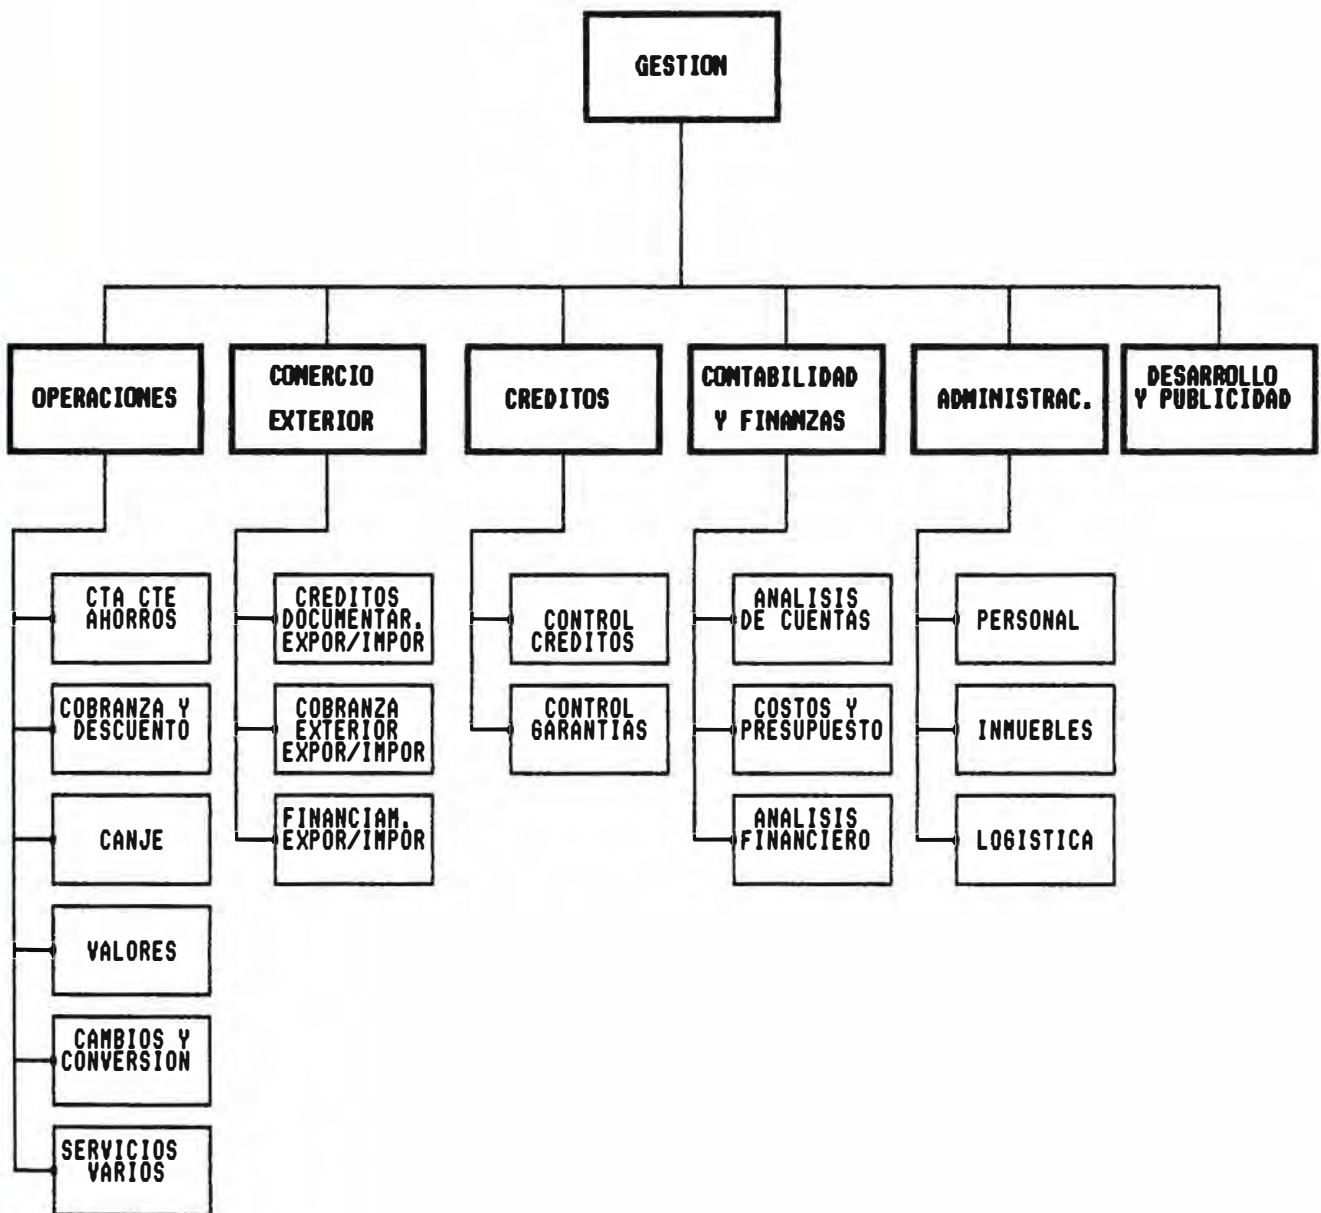 GESTION
OPERACIONES
COMERCIO
EXTERIOR
CREDITOS
CONTABILIDAD
Y FINANZAS
ADMINISTRAC.
DESARROLLO
Y PUBLICIDAD
CTA CTE
AHORROS
COBRANZA Y
DESCUENTO
CANJE
VALORES
CAMBIOS Y
CONVERSION
SERVICIOS
VARIOS
CREDITOS
DOCUMENTAR.
EXPOR/IMPOR
COBRANZA
EXTERIOR
EXPOR/IMPOR
FINANCIAM.
EXPOR/IMPOR
CONTROL
CREDITOS
CONTROL
GARANTIAS
ANALISIS
DE CUENTAS
COSTOS Y
PRESUPUESTO
ANALISIS
FINANCIERO
PERSONAL
INMUEBLES
LOGISTICA